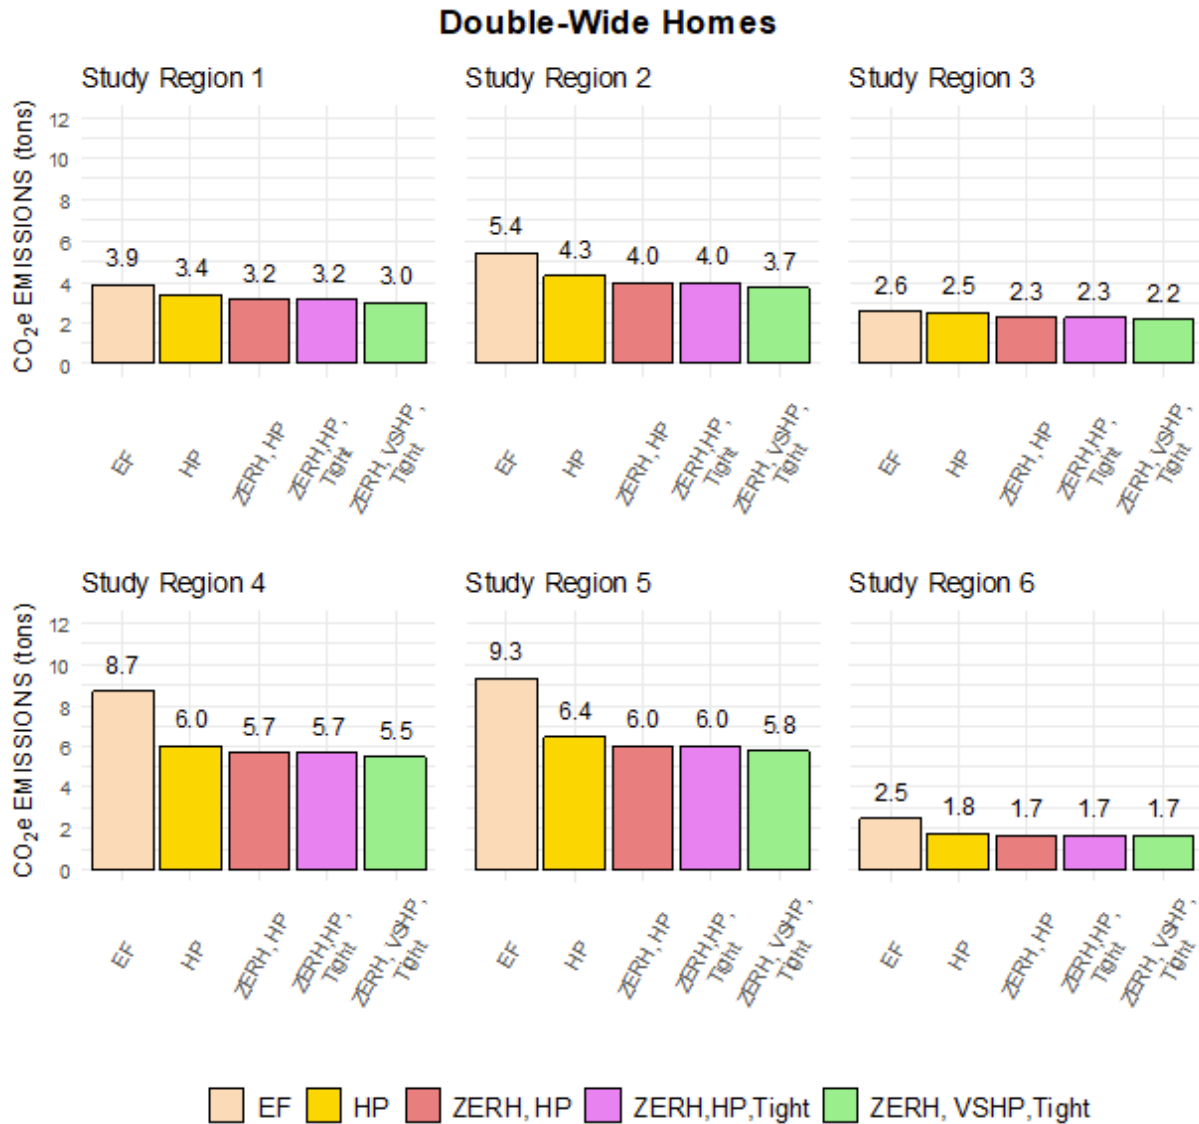 Double-Wide Homes
Study Region 1
Study Region 2
Study Region 3
CO₂e EMISSIONS (tons)
12
10
8
6
4
2
0
3.9
3.4
3.2
3.2
3.0
5.4
4.3
4.0
4.0
3.7
2.6
2.5
2.3
2.3
2.2
EF
HP
ZERH, HP
ZERH,HP,
Tight
ZERH, VSHP,
Tight
EF
HP
ZERH, HP
ZERH,HP,
Tight
ZERH, VSHP,
Tight
EF
HP
ZERH, HP
ZERH,HP,
Tight
ZERH, VSHP,
Tight
Study Region 4
Study Region 5
Study Region 6
CO₂e EMISSIONS (tons)
12
10
8
6
4
2
0
8.7
6.0
5.7
5.7
5.5
9.3
6.4
6.0
6.0
5.8
2.5
1.8
1.7
1.7
1.7
EF
HP
ZERH, HP
ZERH,HP,
Tight
ZERH, VSHP,
Tight
EF
HP
ZERH, HP
ZERH,HP,
Tight
ZERH, VSHP,
Tight
EF
HP
ZERH, HP
ZERH,HP,
Tight
ZERH, VSHP,
Tight
EF HP ZERH, HP ZERH,HP,Tight ZERH, VSHP,Tight